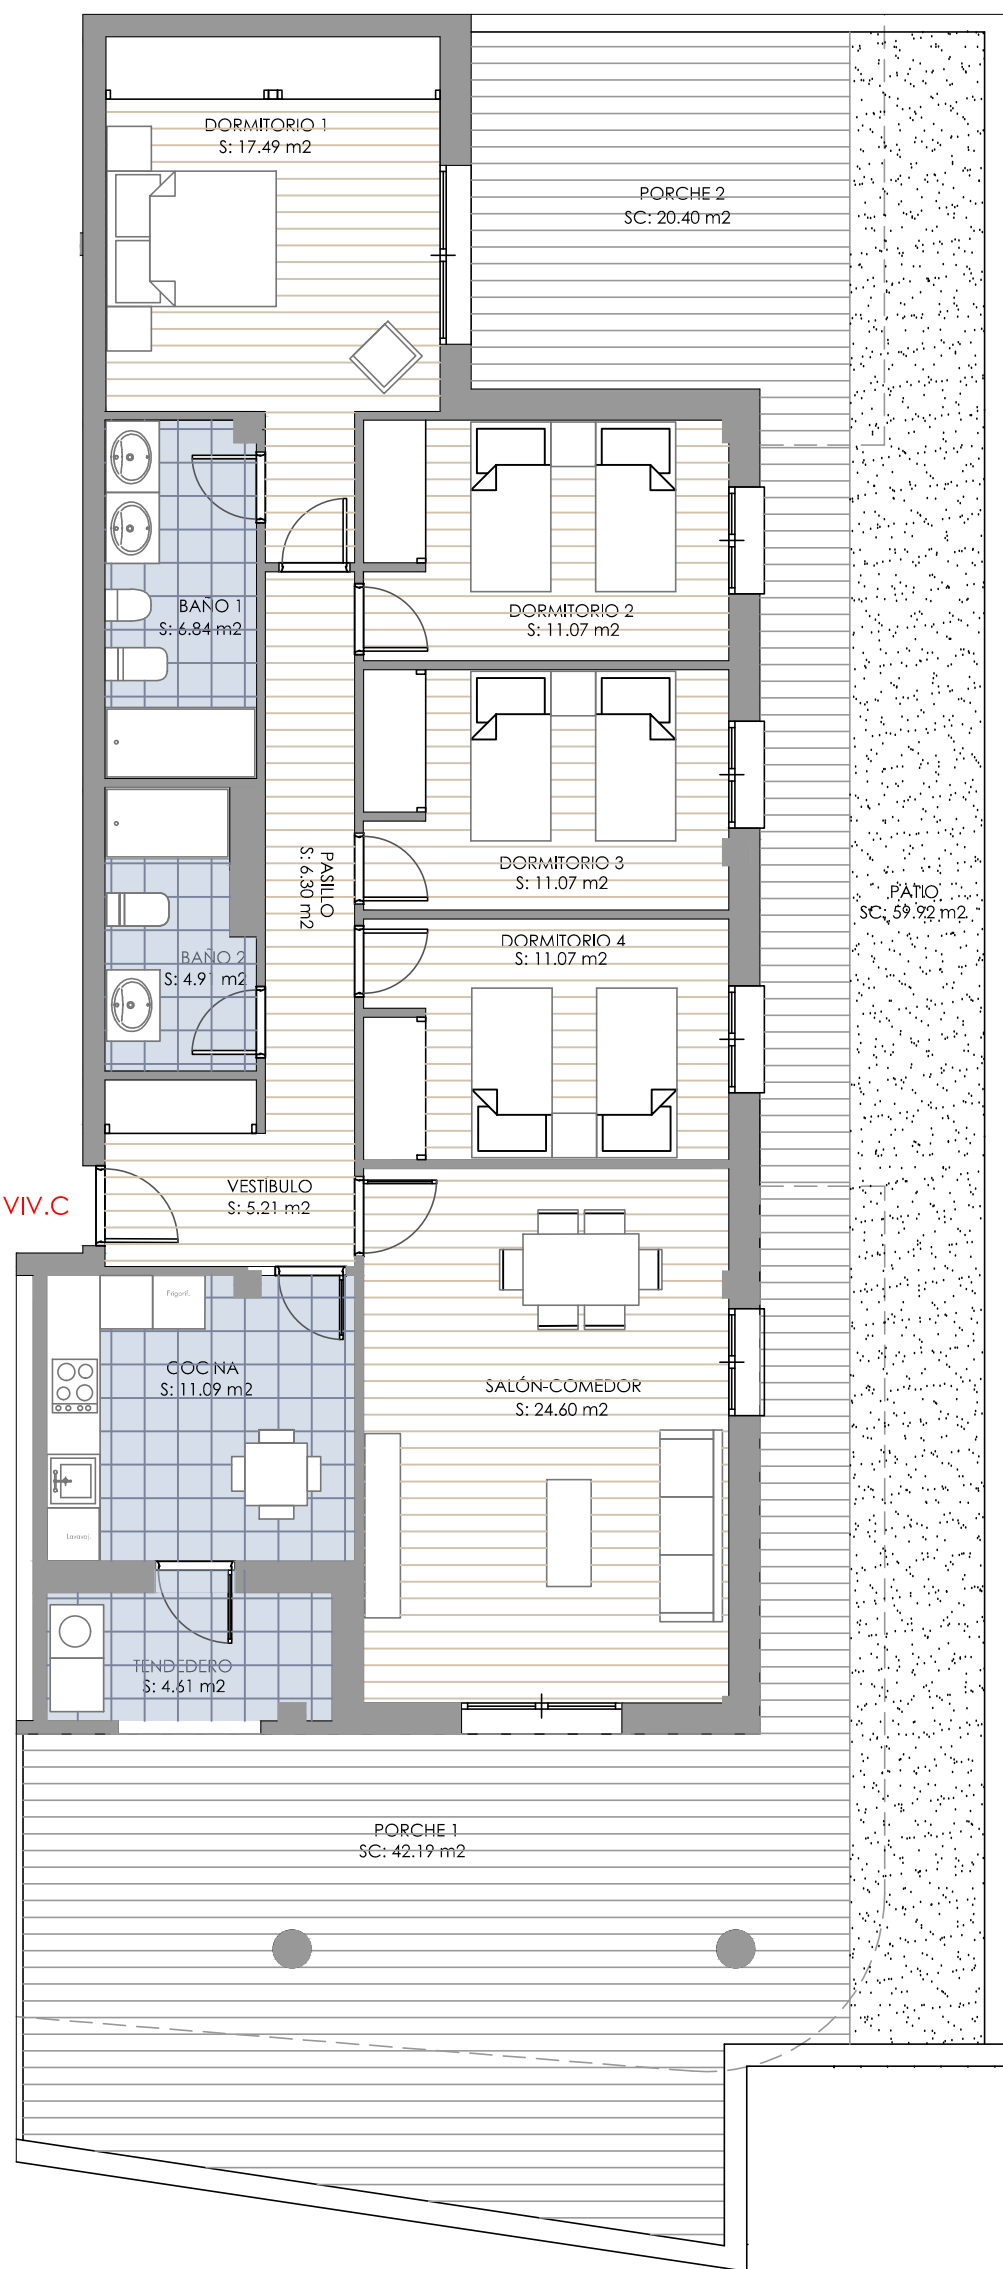 DORMITORIO 1
S: 17.49 m2
PORCHE 2
SC: 20.40 m2
BAÑO 1
S: 6.84 m2
DORMITORIO 2
S: 11.07 m2
PASILLO
S: 6.30 m2
DORMITORIO 3
S: 11.07 m2
PATIO
SC: 59.92 m2
DORMITORIO 4
S: 11.07 m2
BAÑO 2
S: 4.91 m2
VIV.C
VESTÍBULO
S: 5.21 m2
Frigorif.
COCINA
S: 11.09 m2
SALÓN-COMEDOR
S: 24.60 m2
Lavavaj.
TENDEDERO
S: 4.61 m2
PORCHE 1
SC: 42.19 m2